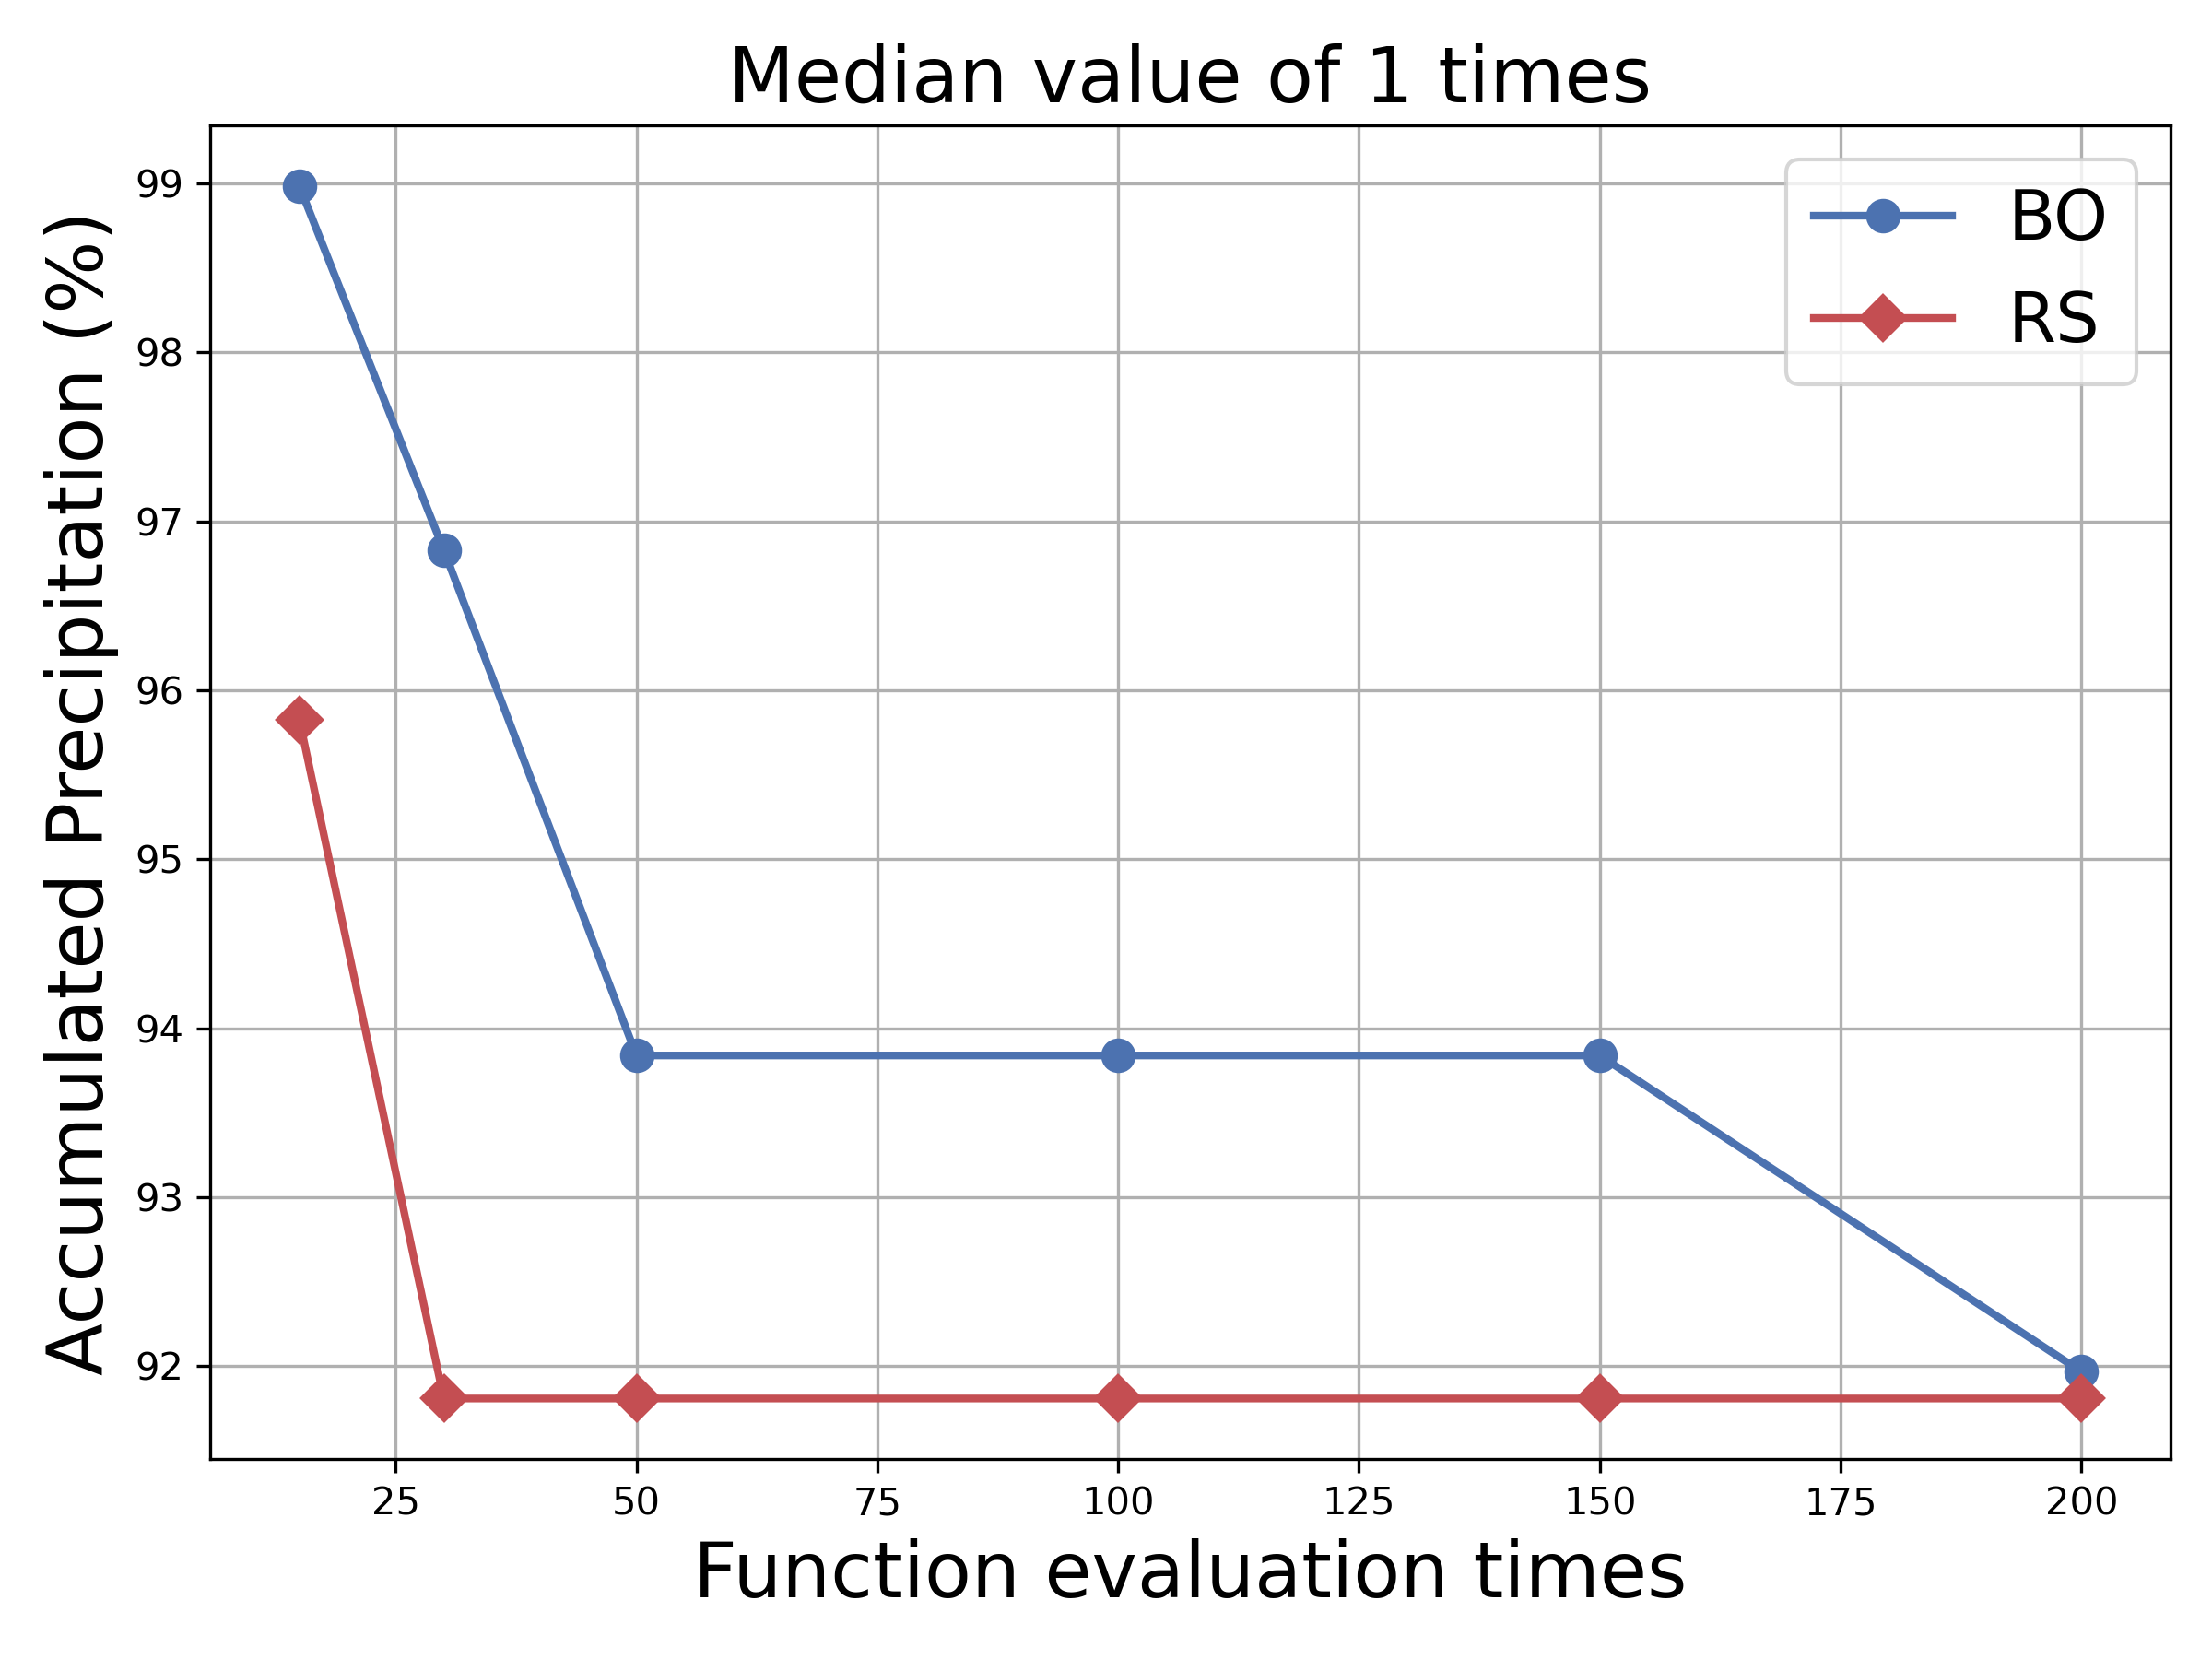 Median value of 1 times
BO
RS
Accumulated Precipitation (%)
99
98
97
96
95
94
93
92
25 50 75 100 125 150 175 200
Function evaluation times